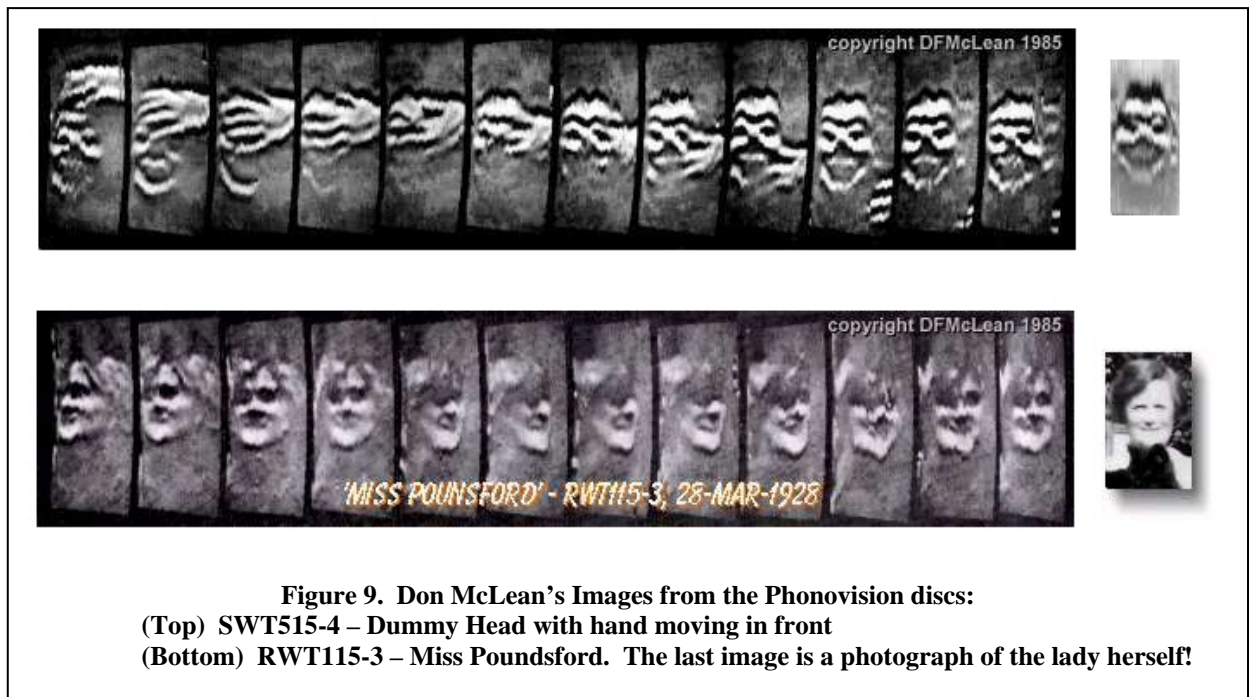 copyright DFMcLean 1985
copyright DFMcLean 1985
'MISS POUNSFORD' - RWT115-3, 28-MAR-1928
Figure 9. Don McLean's Images from the Phonovision discs:
(Top) SWT515-4 – Dummy Head with hand moving in front
(Bottom) RWT115-3 – Miss Poundsford. The last image is a photograph of the lady herself!